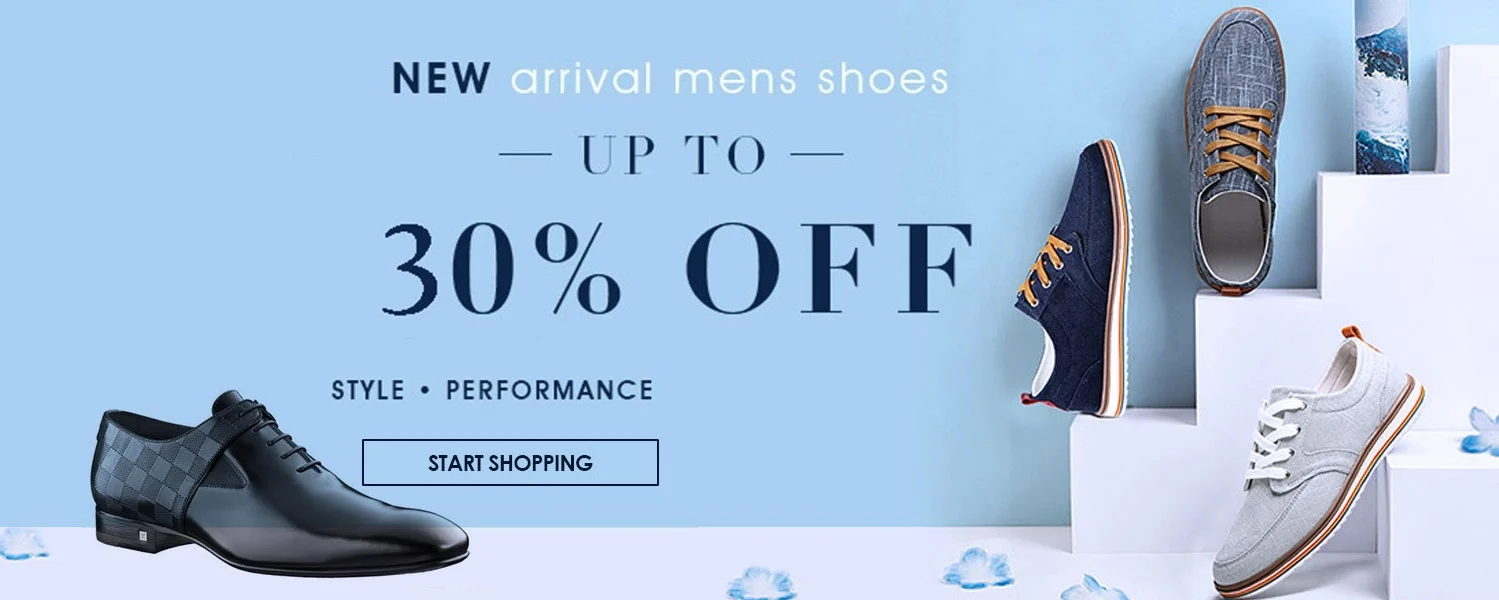 NEW arrival mens shoes
— UP TO —
30% OFF
STYLE • PERFORMANCE
START SHOPPING